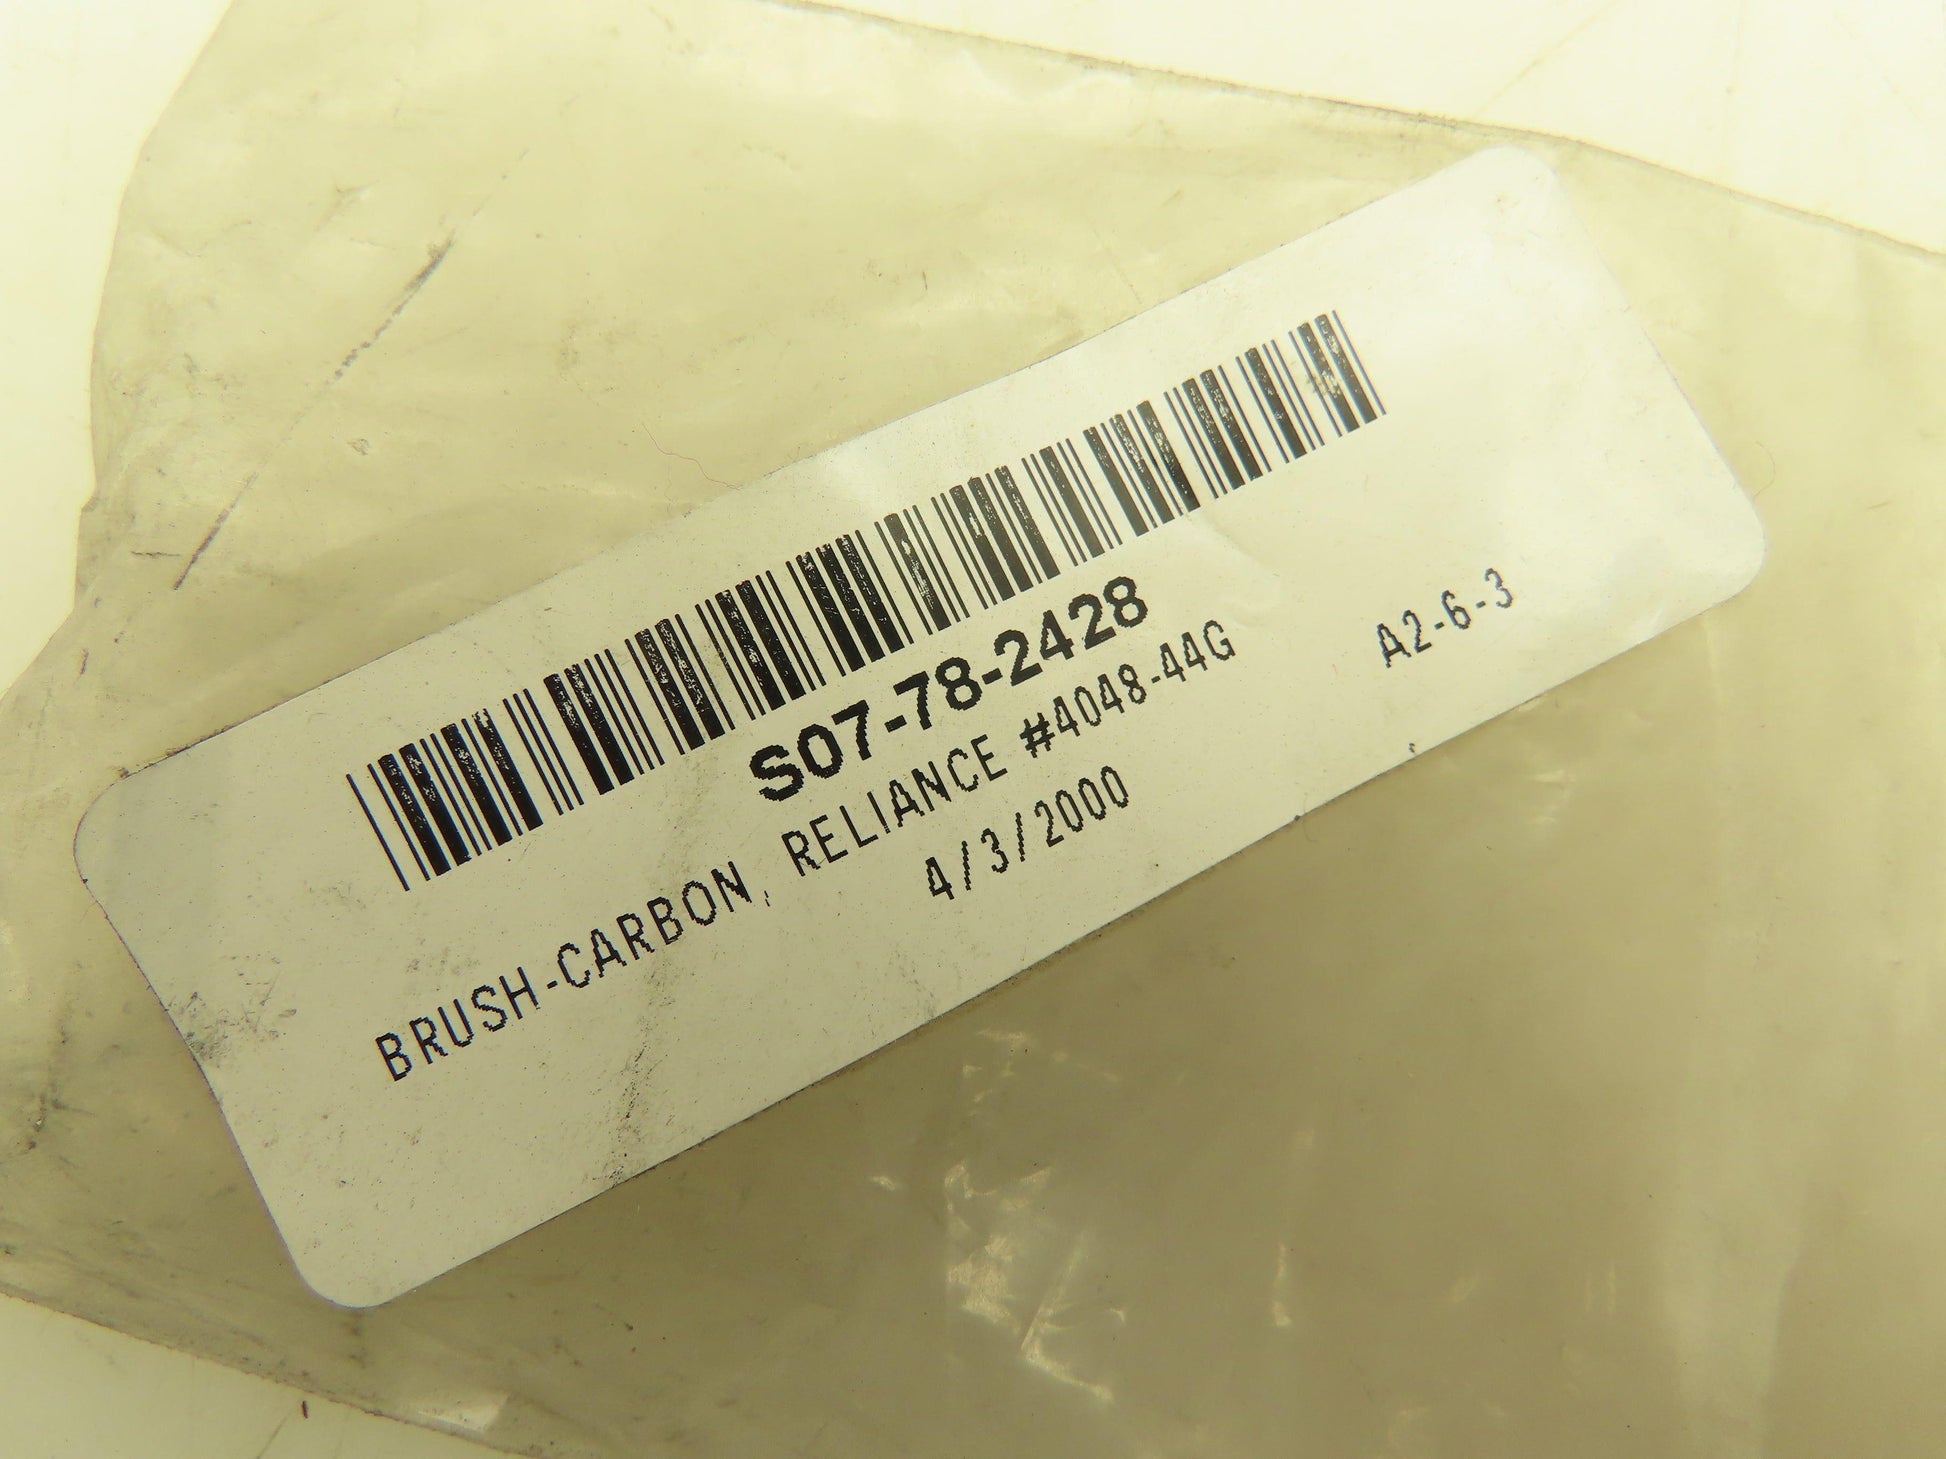 S07-78-2428
BRUSH-CARBON, RELIANCE #4048-44G
4/3/2000
A2-6-3